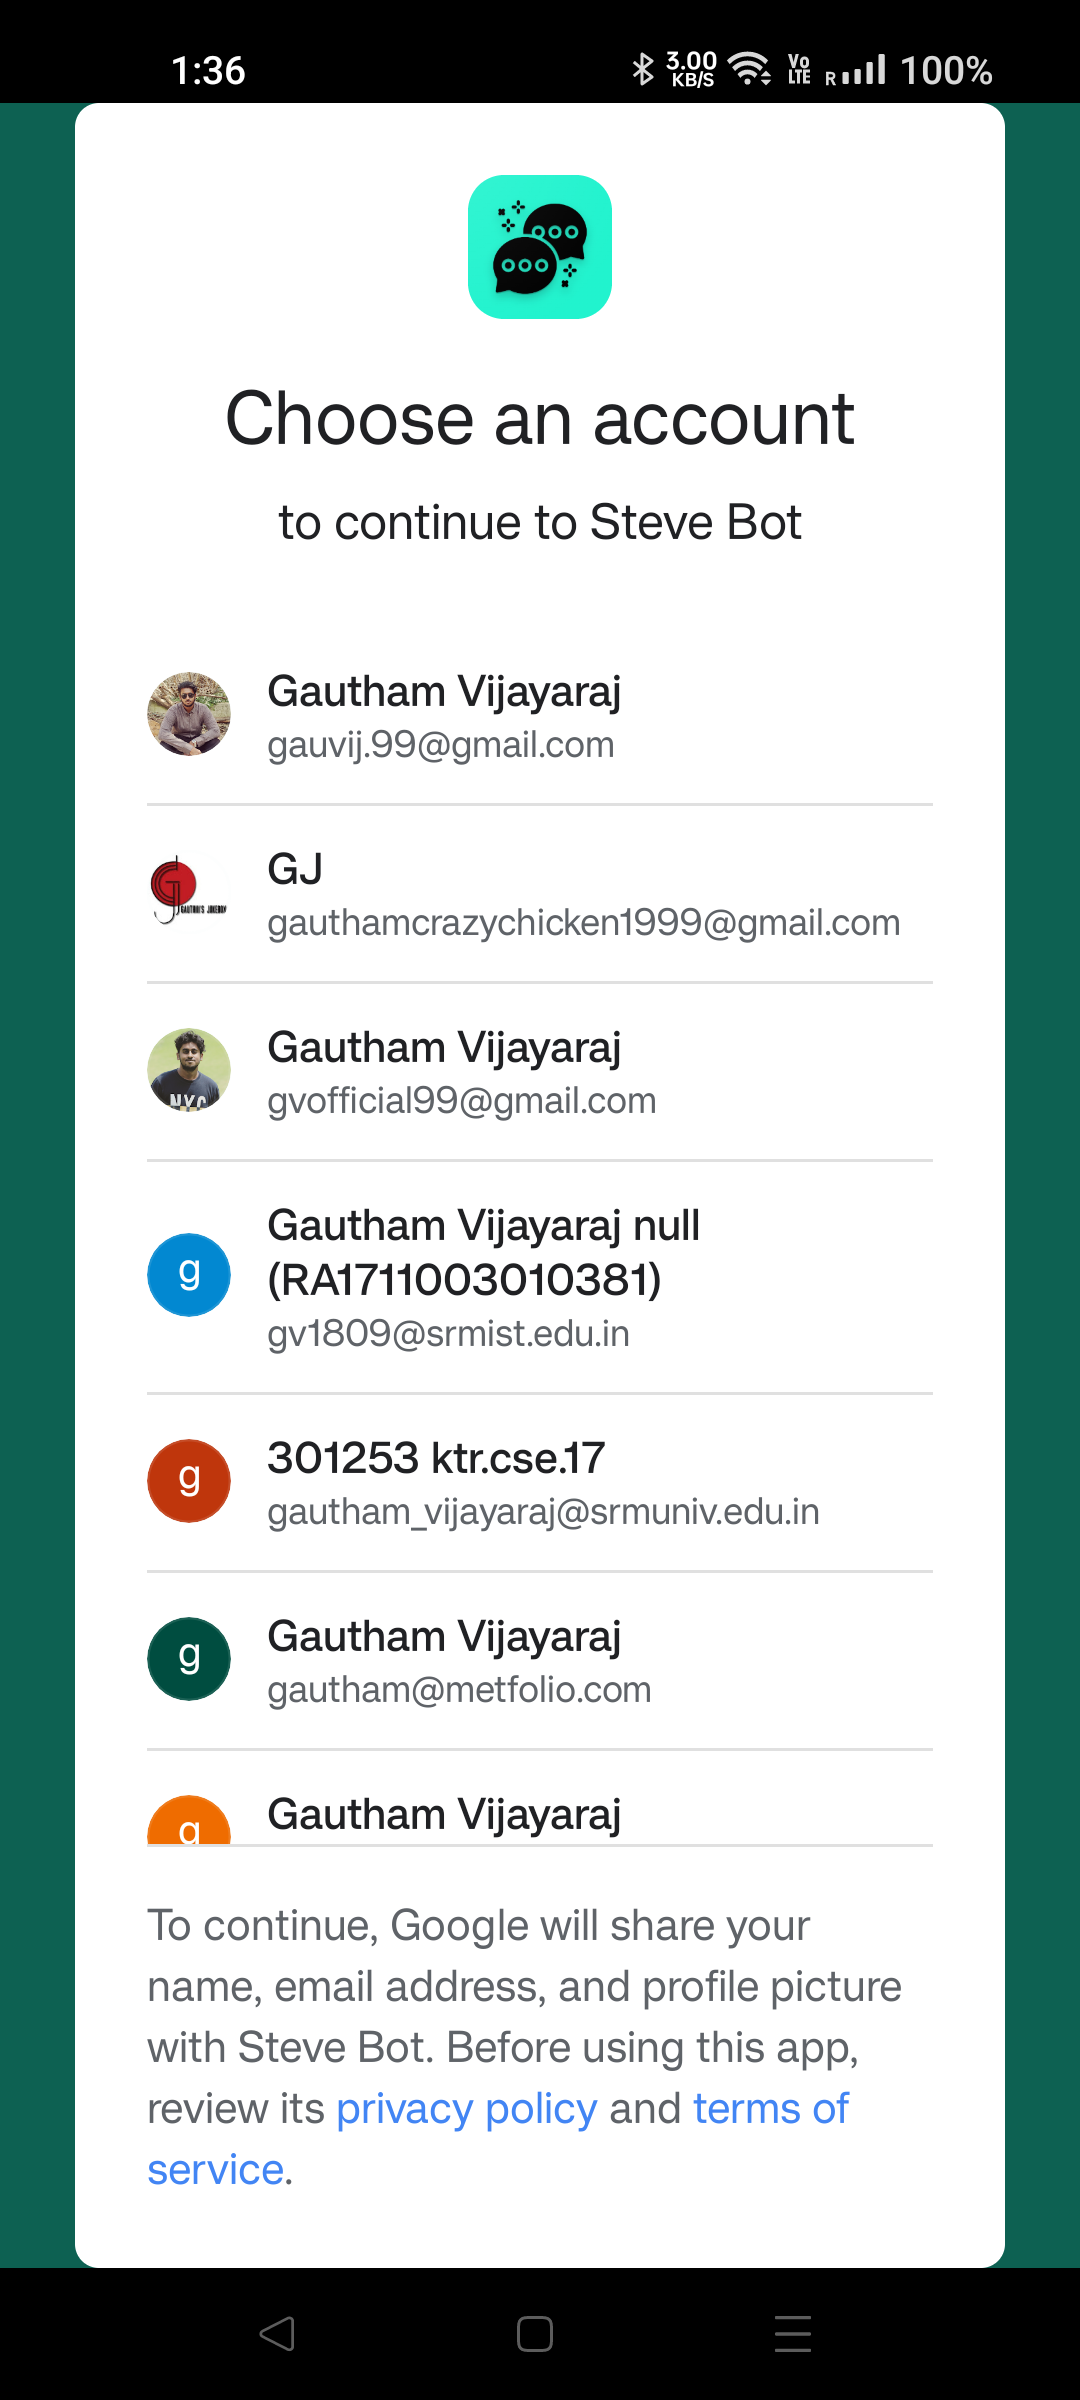 1:36
3.00 KB/S
Vo LTE
R
100%
Choose an account
to continue to Steve Bot
Gautham Vijayaraj
gauvij.99@gmail.com
GJ
GAUTHAM'S JUKEBOX
gauthamcrazychicken1999@gmail.com
Gautham Vijayaraj
gvofficial99@gmail.com
NYC
Gautham Vijayaraj null
(RA1711003010381)
g
gv1809@srmist.edu.in
301253 ktr.cse.17
g
gautham_vijayaraj@srmuniv.edu.in
Gautham Vijayaraj
g
gautham@metfolio.com
Gautham Vijayaraj
g
To continue, Google will share your
name, email address, and profile picture
with Steve Bot. Before using this app,
review its privacy policy and terms of
service.